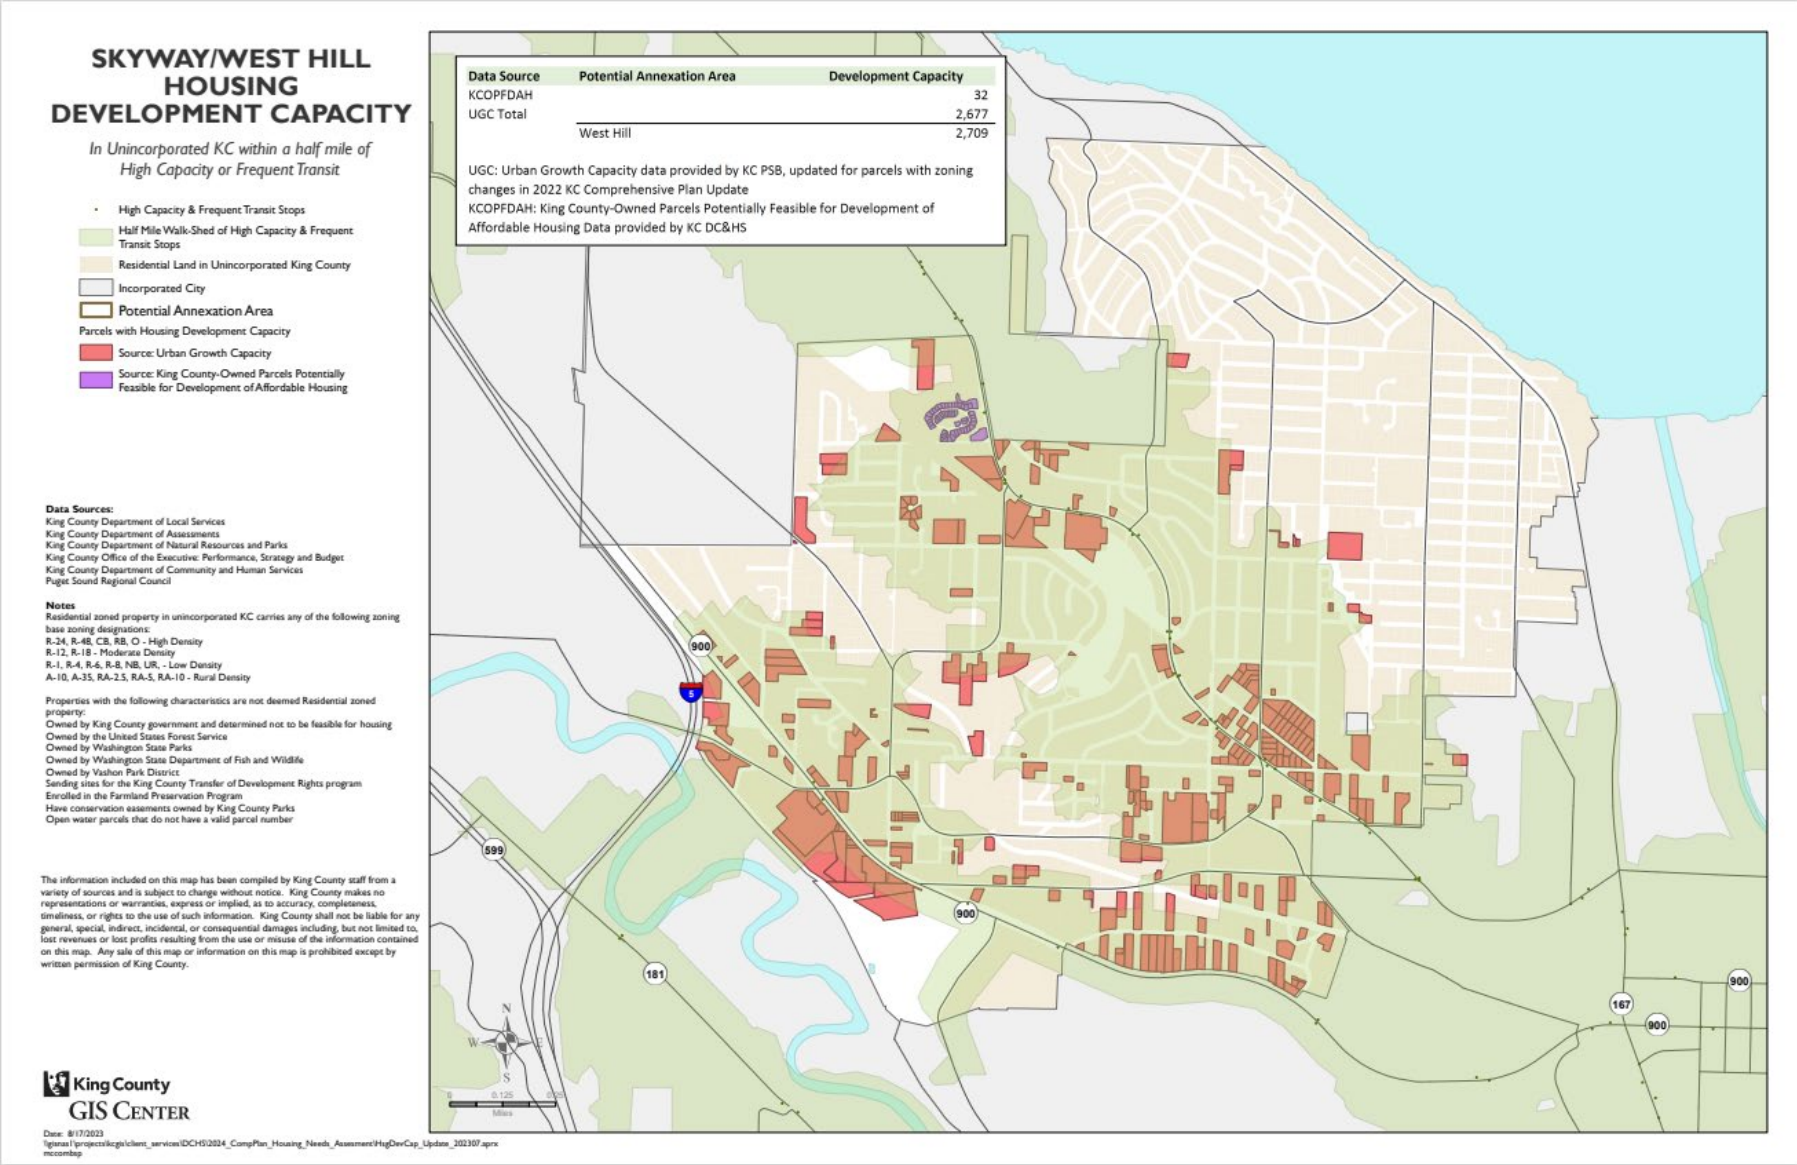 SKYWAY/WEST HILL
HOUSING
DEVELOPMENT CAPACITY
In Unincorporated KC within a half mile of
High Capacity or Frequent Transit
High Capacity & Frequent Transit Stops
Half Mile Walk-Shed of High Capacity & Frequent
Transit Stops
Residential Land in Unincorporated King County
Incorporated City
Potential Annexation Area
Parcels with Housing Development Capacity
Source: Urban Growth Capacity
Source: King County-Owned Parcels Potentially
Feasible for Development of Affordable Housing
Data Sources:
King County Department of Local Services
King County Department of Assessments
King County Department of Natural Resources and Parks
King County Office of the Executive: Performance, Strategy and Budget
King County Department of Community and Human Services
Puget Sound Regional Council
Notes
Residential zoned property in unincorporated KC carries any of the following zoning
base zoning designations:
R-24, R-48, CB, RB, O - High Density
R-12, R-18 - Moderate Density
R-1, R-4, R-6, R-8, NB, UR, - Low Density
A-10, A-35, RA-2.5, RA-5, RA-10 - Rural Density
Properties with the following characteristics are not deemed Residential zoned
property:
Owned by King County government and determined not to be feasible for housing
Owned by the United States Forest Service
Owned by Washington State Parks
Owned by Washington State Department of Fish and Wildlife
Owned by Vashon Park District
Sending sites for the King County Transfer of Development Rights program
Enrolled in the Farmland Preservation Program
Have conservation easements owned by King County Parks
Open water parcels that do not have a valid parcel number
The information included on this map has been compiled by King County staff from a
variety of sources and is subject to change without notice. King County makes no
representations or warranties, express or implied, as to accuracy, completeness,
timeliness, or rights to the use of such information. King County shall not be liable for any
general, special, indirect, incidental, or consequential damages including, but not limited to,
lost revenues or lost profits resulting from the use or misuse of the information contained
on this map. Any sale of this map or information on this map is prohibited except by
written permission of King County.
King County
GIS CENTER
Date: 8/17/2023
\\gisnas1\projects\kcgis\client_services\DCHS\2024_CompPlan_Housing_Needs_Assesment\HsgDevCap_Update_202307.aprx
mccombsp
Data Source Potential Annexation Area Development Capacity
KCOPFDAH 32
UGC Total 2,677
West Hill 2,709
UGC: Urban Growth Capacity data provided by KC PSB, updated for parcels with zoning
changes in 2022 KC Comprehensive Plan Update
KCOPFDAH: King County-Owned Parcels Potentially Feasible for Development of
Affordable Housing Data provided by KC DC&HS
900
5
599
900
181
900
167
900
N
W E
S
0 0.125 0.25
Miles